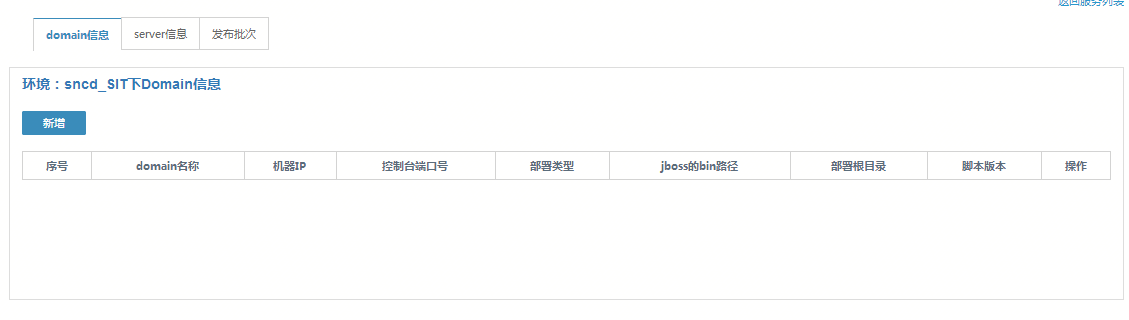 返回服务列表
domain信息 server信息 发布批次
环境：sncd_SIT下Domain信息
新增
序号 domain名称 机器IP 控制台端口号 部署类型 jboss的bin路径 部署根目录 脚本版本 操作